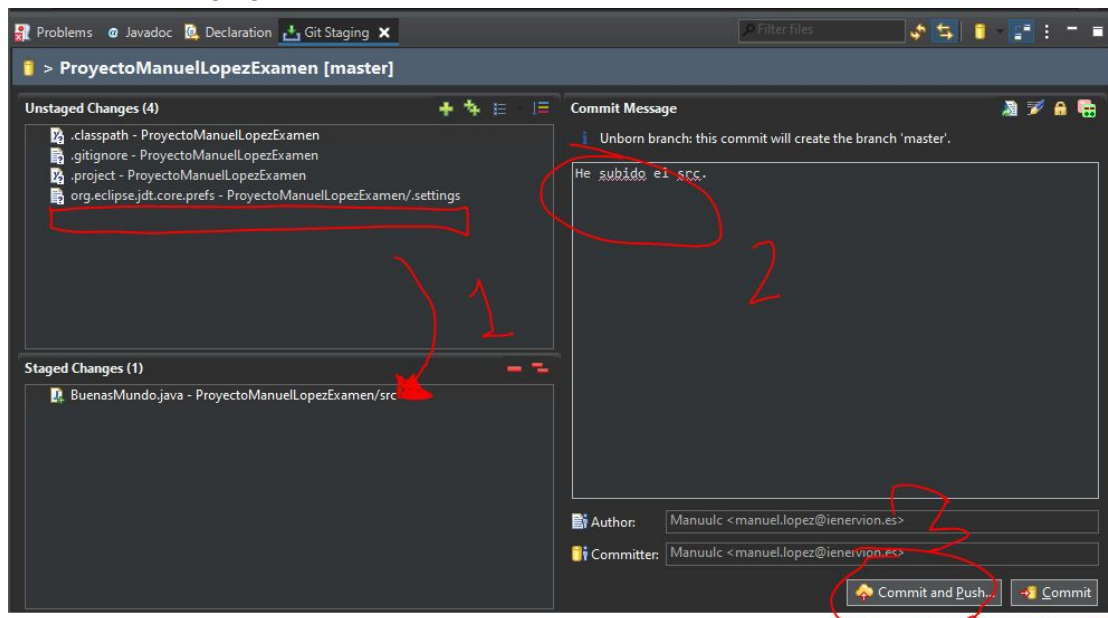 Problems @ Javadoc Declaration Git Staging
Filter files
> ProyectoManuelLopezExamen [master]
Unstaged Changes (4)
.classpath - ProyectoManuelLopezExamen
.gitignore - ProyectoManuelLopezExamen
.project - ProyectoManuelLopezExamen
org.eclipse.jdt.core.prefs - ProyectoManuelLopezExamen/.settings
1
Staged Changes (1)
BuenasMundo.java - ProyectoManuelLopezExamen/src
Commit Message
Unborn branch: this commit will create the branch 'master'.
He subido el src.
2
3
Author: Manuulc <manuel.lopez@ienervion.es>
Committer: Manuulc <manuel.lopez@ienervion.es>
Commit and Push... Commit